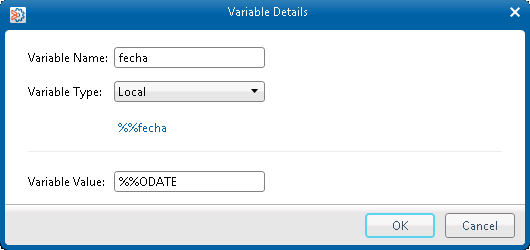 Variable Details
Variable Name: fecha
Variable Type: Local
%%fecha
Variable Value: %%ODATE
OK Cancel